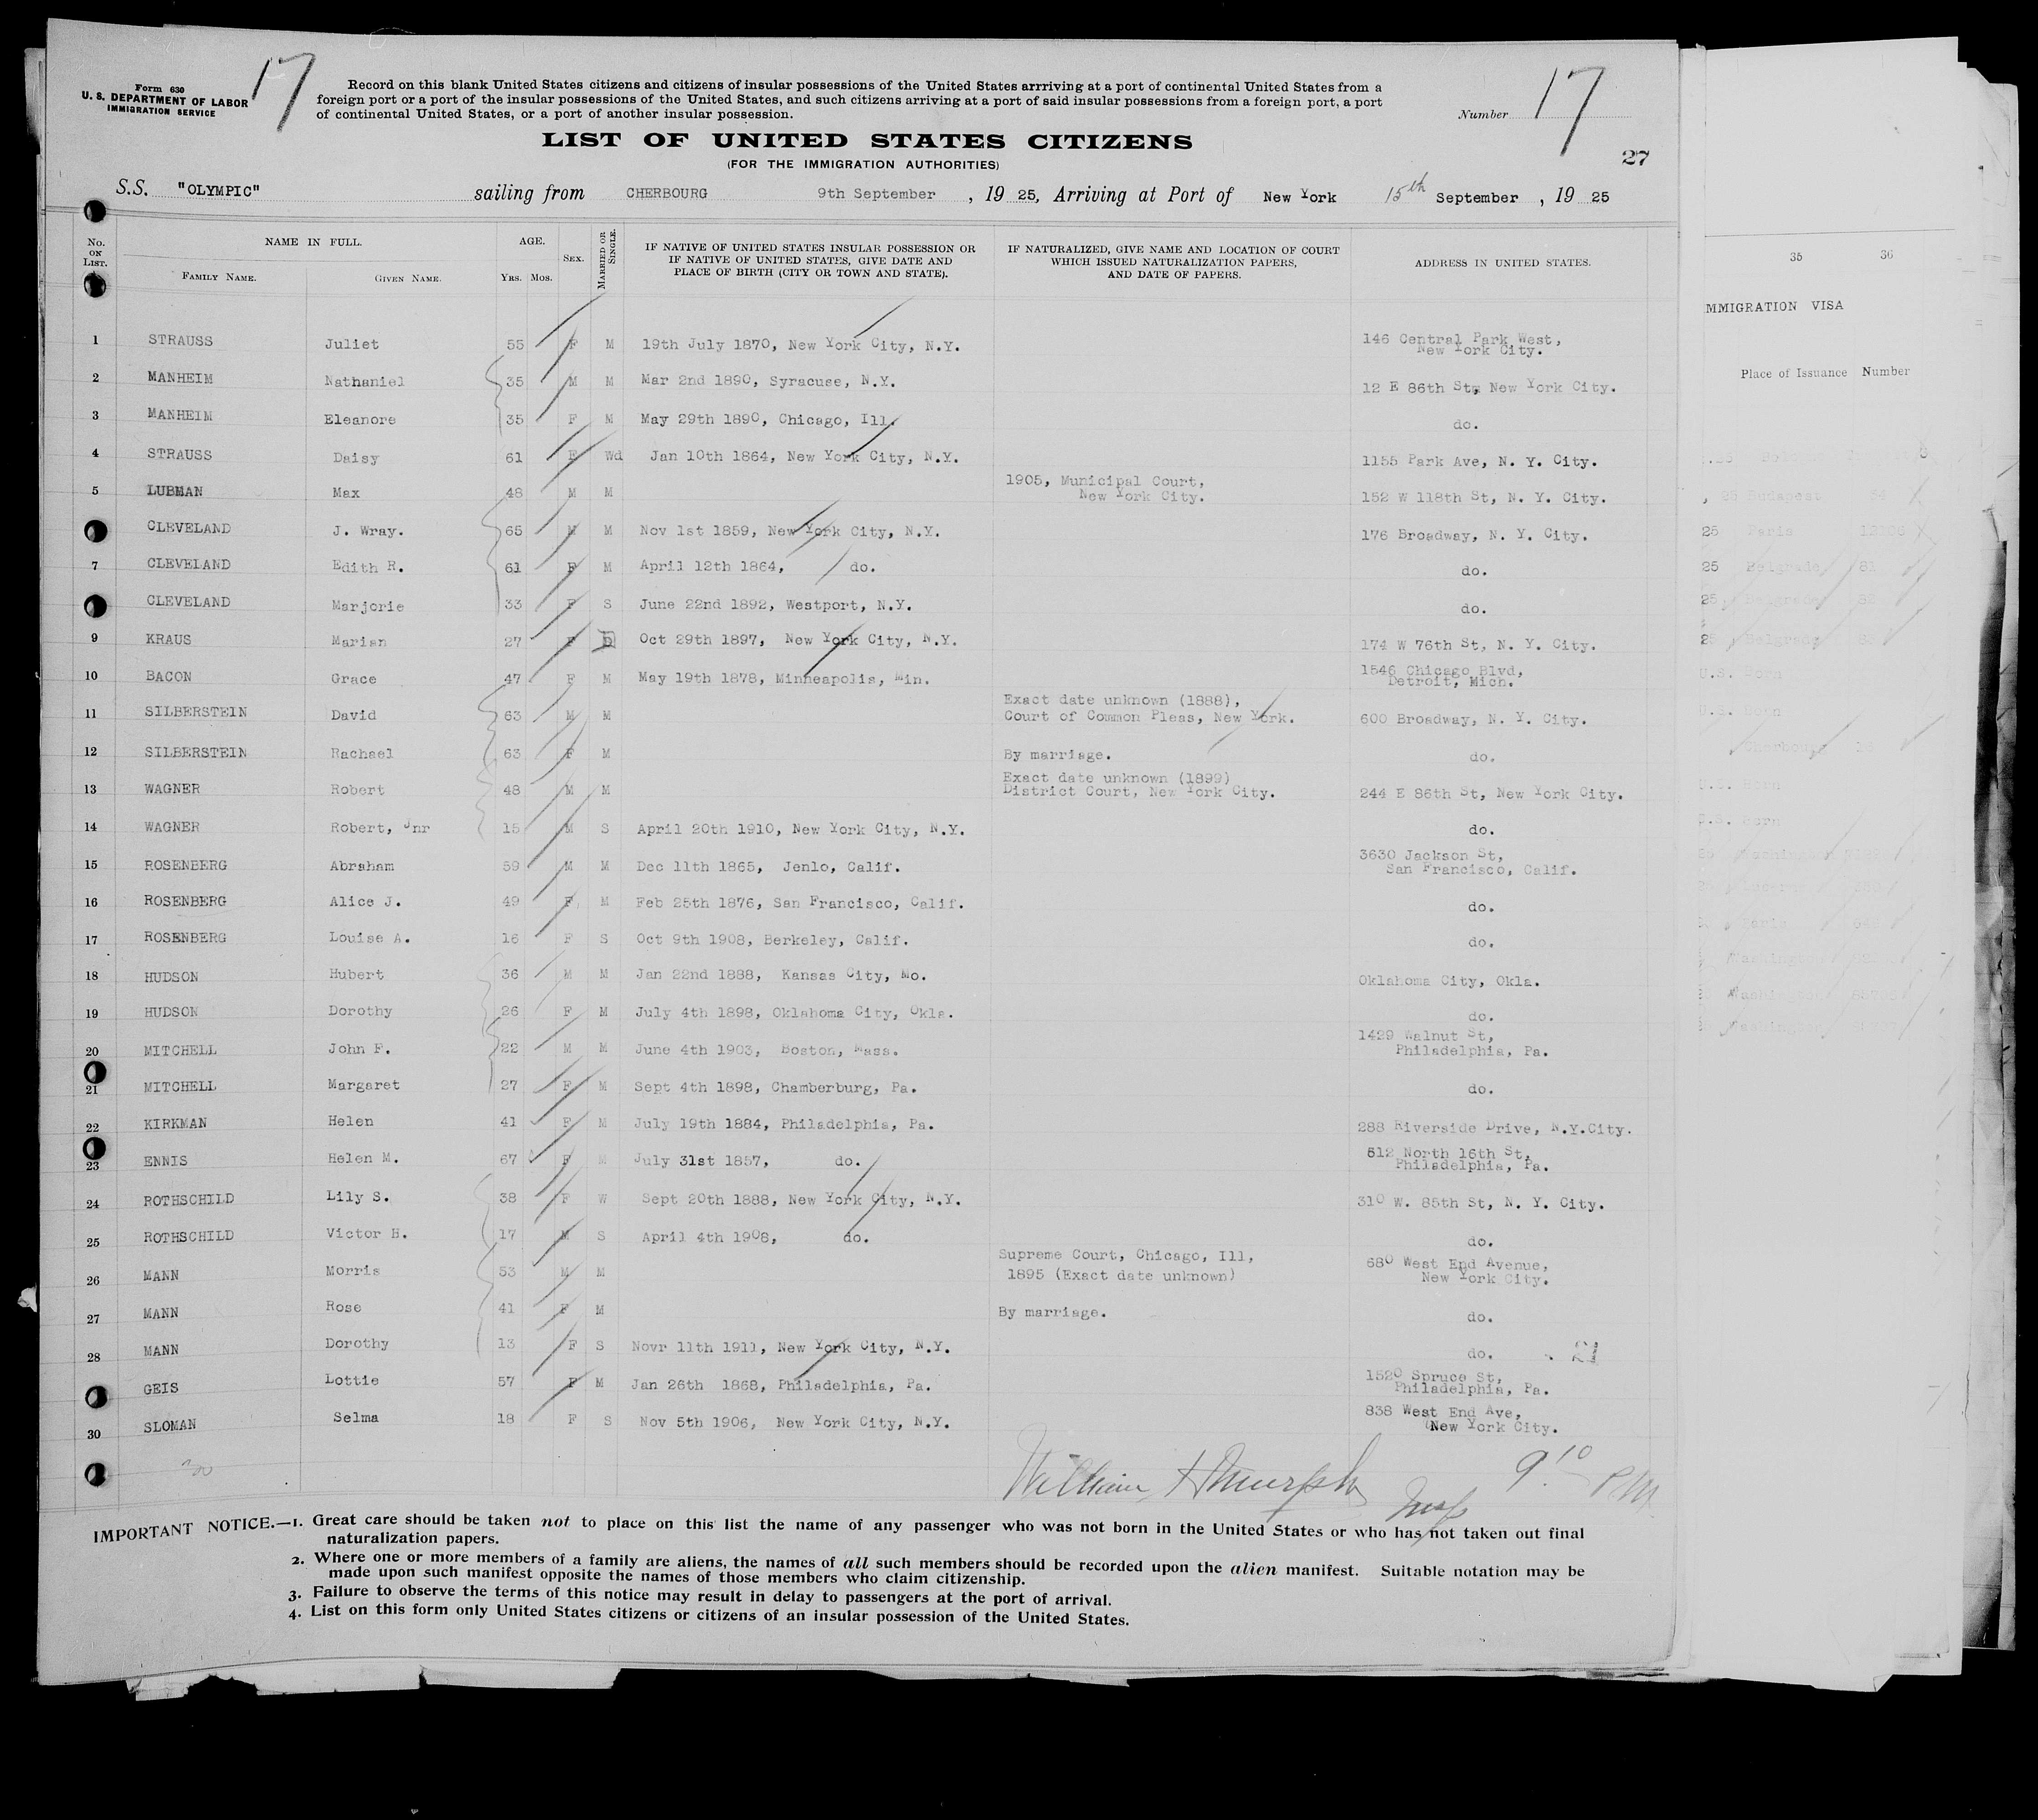 17
Form 630
U. S. DEPARTMENT OF LABOR
IMMIGRATION SERVICE
Record on this blank United States citizens and citizens of insular possessions of the United States arrriving at a port of continental United States from a
foreign port or a port of the insular possessions of the United States, and such citizens arriving at a port of said insular possessions from a foreign port, a port
of continental United States, or a port of another insular possession.
Number 17
LIST OF UNITED STATES CITIZENS
(FOR THE IMMIGRATION AUTHORITIES)
27
S.S. "OLYMPIC" sailing from CHERBOURG 9th September, 19 25, Arriving at Port of New York 15th September, 19 25
No. ON LIST. NAME IN FULL. FAMILY NAME. GIVEN NAME. AGE. YRS. MOS. SEX. MARRIED OR SINGLE. IF NATIVE OF UNITED STATES INSULAR POSSESSION OR IF NATIVE OF UNITED STATES, GIVE DATE AND PLACE OF BIRTH (CITY OR TOWN AND STATE). IF NATURALIZED, GIVE NAME AND LOCATION OF COURT WHICH ISSUED NATURALIZATION PAPERS, AND DATE OF PAPERS. ADDRESS IN UNITED STATES.
1 STRAUSS Juliet 55 F M 19th July 1870, New York City, N.Y. 146 Central Park West, New York City.
2 MANHEIM Nathaniel 35 M M Mar 2nd 1890, Syracuse, N.Y. 12 E 86th St, New York City.
3 MANHEIM Eleanore 35 F M May 29th 1890, Chicago, Ill. do.
4 STRAUSS Daisy 61 F Wd Jan 10th 1864, New York City, N.Y. 1155 Park Ave, N. Y. City.
5 LUBMAN Max 48 M M 1905, Municipal Court, New York City. 152 W 118th St, N. Y. City.
CLEVELAND J. Wray. 65 M M Nov 1st 1859, New York City, N.Y. 176 Broadway, N. Y. City.
7 CLEVELAND Edith R. 61 F M April 12th 1864, do. do.
CLEVELAND Marjorie 33 F S June 22nd 1892, Westport, N.Y. do.
9 KRAUS Marian 27 F D Oct 29th 1897, New York City, N.Y. 174 W 76th St, N. Y. City.
10 BACON Grace 47 F M May 19th 1878, Minneapolis, Min. 1546 Chicago Blvd, Detroit, Mich.
11 SILBERSTEIN David 63 M M Exact date unknown (1888), Court of Common Pleas, New York. 600 Broadway, N. Y. City.
12 SILBERSTEIN Rachael 63 F M By marriage. do.
13 WAGNER Robert 48 M M Exact date unknown (1899) District Court, New York City. 244 E 86th St, New York City.
14 WAGNER Robert, Jnr 15 M S April 20th 1910, New York City, N.Y. do.
15 ROSENBERG Abraham 59 M M Dec 11th 1865, Jenlo, Calif. 3630 Jackson St, San Francisco, Calif.
16 ROSENBERG Alice J. 49 F M Feb 25th 1876, San Francisco, Calif. do.
17 ROSENBERG Louise A. 16 F S Oct 9th 1908, Berkeley, Calif. do.
18 HUDSON Hubert 36 M M Jan 22nd 1888, Kansas City, Mo. Oklahoma City, Okla.
19 HUDSON Dorothy 26 F M July 4th 1898, Oklahoma City, Okla. do.
20 MITCHELL John F. 22 M M June 4th 1903, Boston, Mass. 1429 Walnut St, Philadelphia, Pa.
21 MITCHELL Margaret 27 F M Sept 4th 1898, Chamberburg, Pa. do.
22 KIRKMAN Helen 41 F M July 19th 1884, Philadelphia, Pa. 288 Riverside Drive, N.Y.City.
23 ENNIS Helen M. 67 F M July 31st 1857, do. 512 North 16th St, Philadelphia, Pa.
24 ROTHSCHILD Lily S. 38 F W Sept 20th 1888, New York City, N.Y. 310 W. 85th St, N. Y. City.
25 ROTHSCHILD Victor H. 17 M S April 4th 1908, do. do.
26 MANN Morris 53 M M Supreme Court, Chicago, Ill, 1895 (Exact date unknown) 680 West End Avenue, New York City.
27 MANN Rose 41 F M By marriage. do.
28 MANN Dorothy 13 F S Novr 11th 1911, New York City, N.Y. do. 21
GEIS Lottie 57 F M Jan 26th 1868, Philadelphia, Pa. 1520 Spruce St, Philadelphia, Pa.
30 SLOMAN Selma 18 F S Nov 5th 1906, New York City, N.Y. 838 West End Ave, New York City.
William H Murphy Insp 9:10 PM
IMPORTANT NOTICE.—1. Great care should be taken not to place on this list the name of any passenger who was not born in the United States or who has not taken out final
naturalization papers.
2. Where one or more members of a family are aliens, the names of all such members should be recorded upon the alien manifest. Suitable notation may be
made upon such manifest opposite the names of those members who claim citizenship.
3. Failure to observe the terms of this notice may result in delay to passengers at the port of arrival.
4. List on this form only United States citizens or citizens of an insular possession of the United States.
35 36
MMIGRATION VISA
Place of Issuance Number
25 Budapest
25 Paris
25 Belgrade 81
25, Belgrade
25, Belgrade
U.S. Born
U.S. Born
Cherbourg
U.S. Born
U.S. Born
Washington
Paris
Washington
Washington